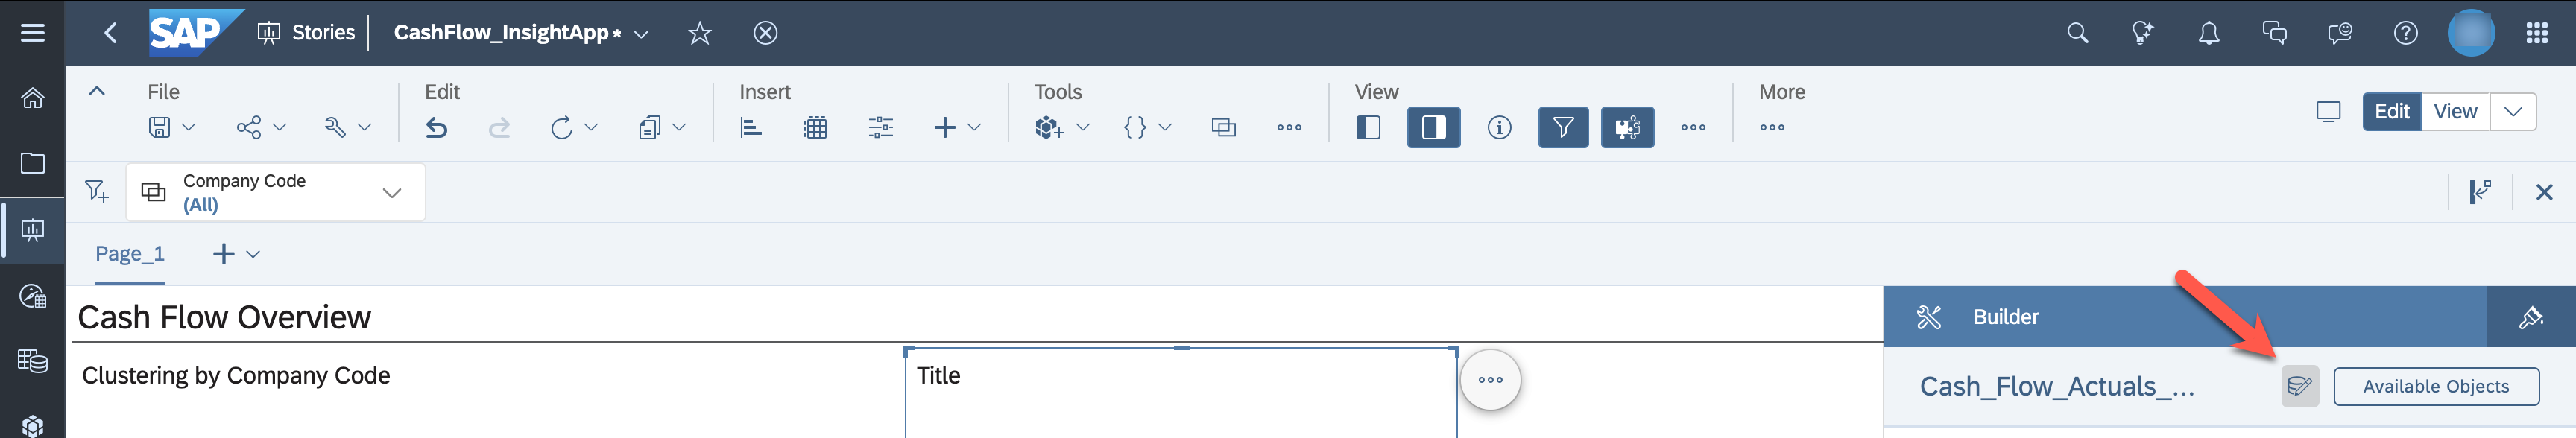 SAP Stories CashFlow_InsightApp*
File Edit Insert Tools View More
Edit View
Company Code
(All)
Page_1
Cash Flow Overview
Builder
Clustering by Company Code
Title
Cash_Flow_Actuals_...
Available Objects